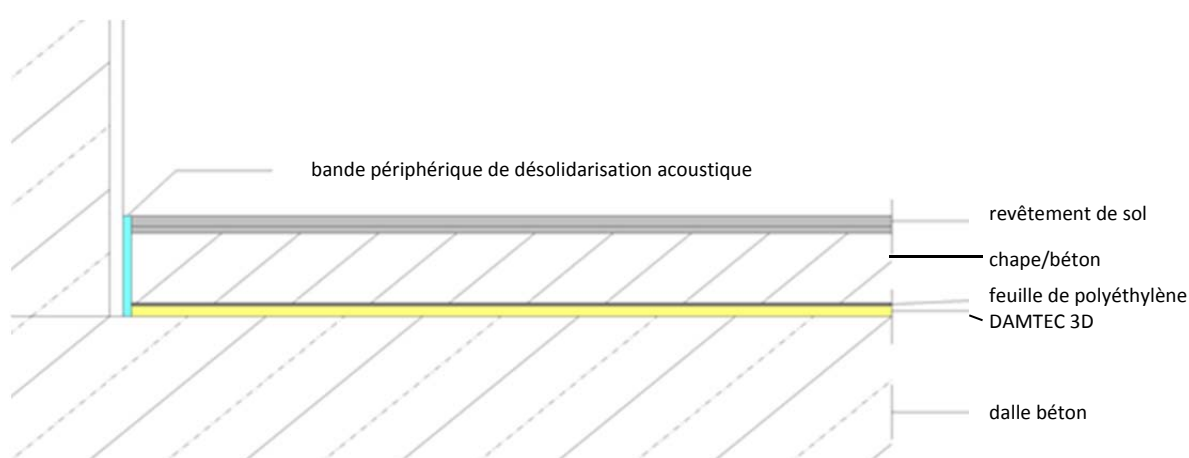 bande périphérique de désolidarisation acoustique
revêtement de sol
chape/béton
feuille de polyéthylène
DAMTEC 3D
dalle béton